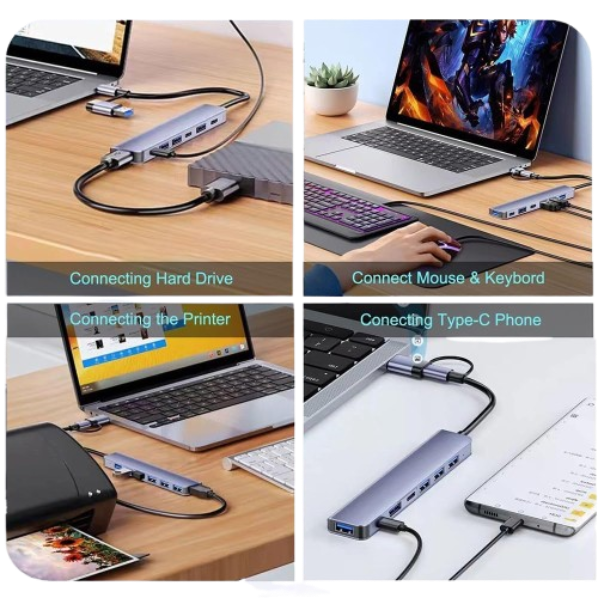 Connecting Hard Drive
Connect Mouse & Keybord
Connecting the Printer
Conecting Type-C Phone